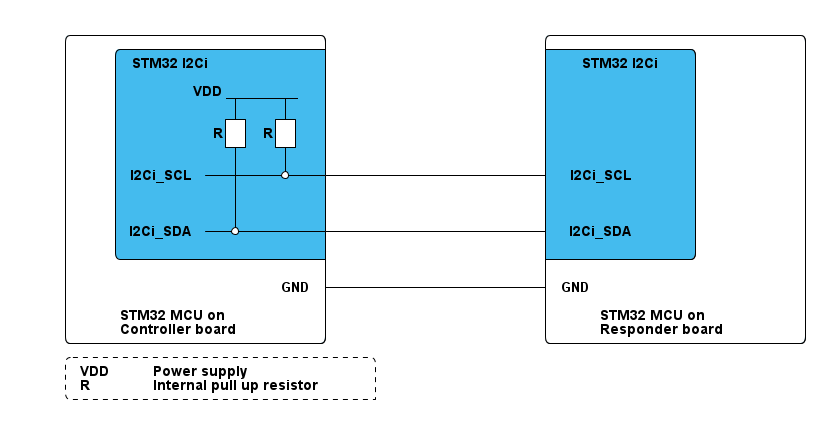 STM32 I2Ci
VDD
R
R
I2Ci_SCL
I2Ci_SDA
GND
STM32 MCU on
Controller board
STM32 I2Ci
I2Ci_SCL
I2Ci_SDA
GND
STM32 MCU on
Responder board
VDD Power supply
R Internal pull up resistor